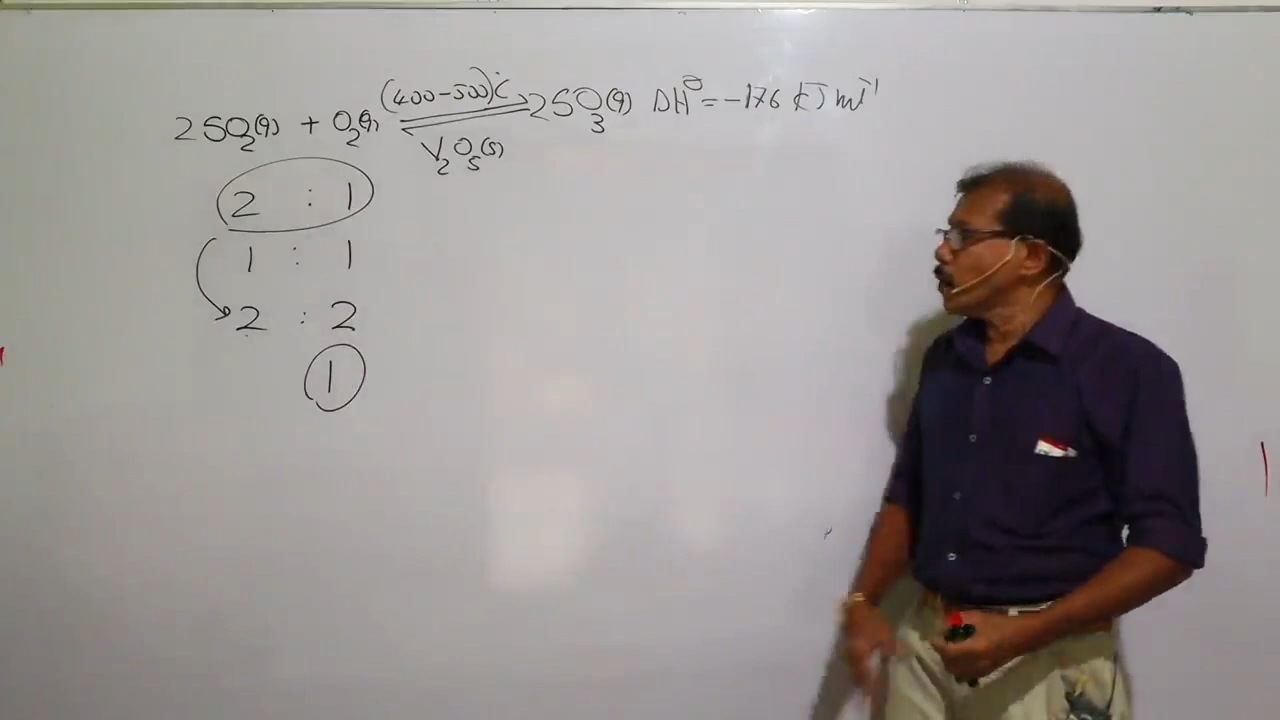 2SO₂(g) + O₂(g) (400-500)°C ⇌ V₂O₅(s) 2SO₃(g) ΔH° = -176 kJ mol⁻¹
2 : 1
1 : 1
2 : 2
1